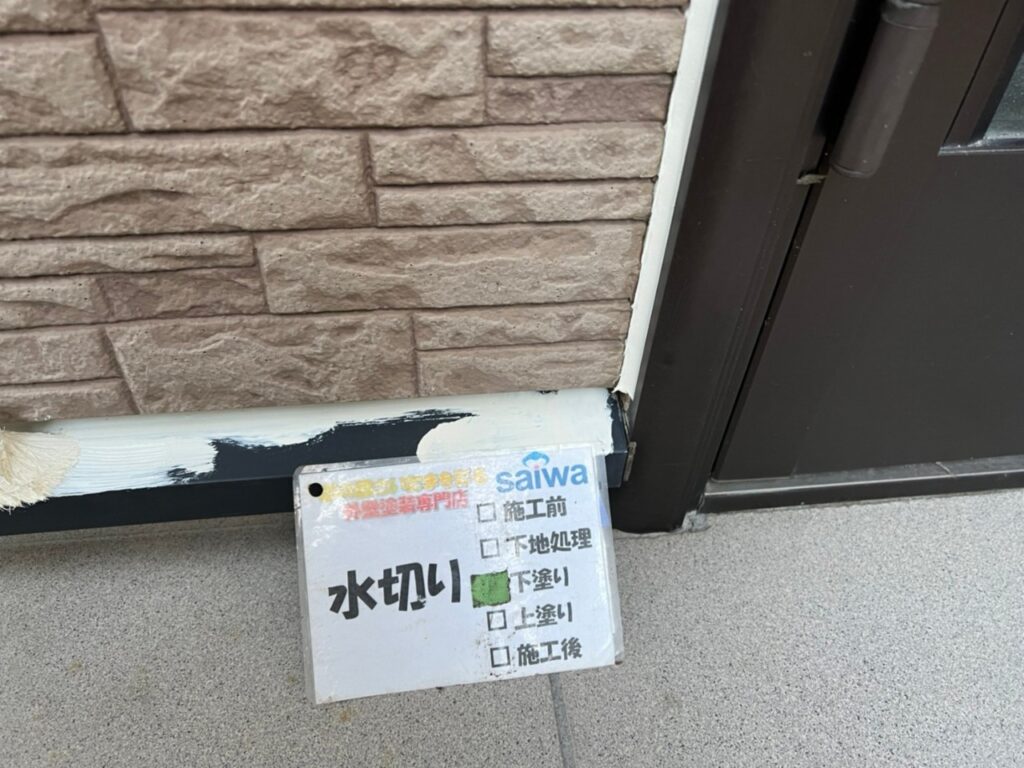 saiwa
外壁塗装専門店
水切り
施工前
下地処理
下塗り
上塗り
施工後